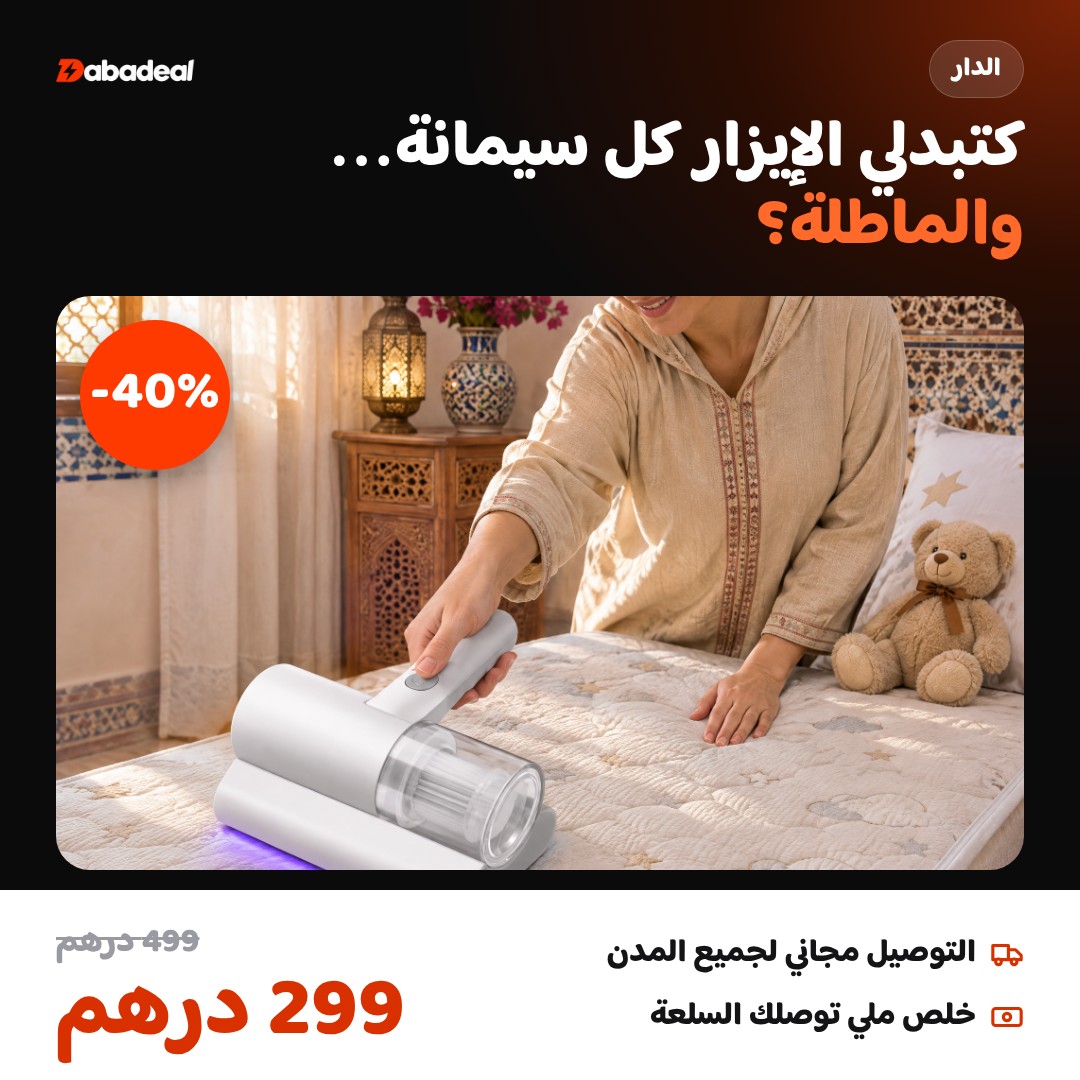 Dabadeal
الدار
كتبدلي الإيزار كل سيمانة...
والماطلة؟
-40%
التوصيل مجاني لجميع المدن
خلص ملي توصلك السلعة
499 درهم
299 درهم